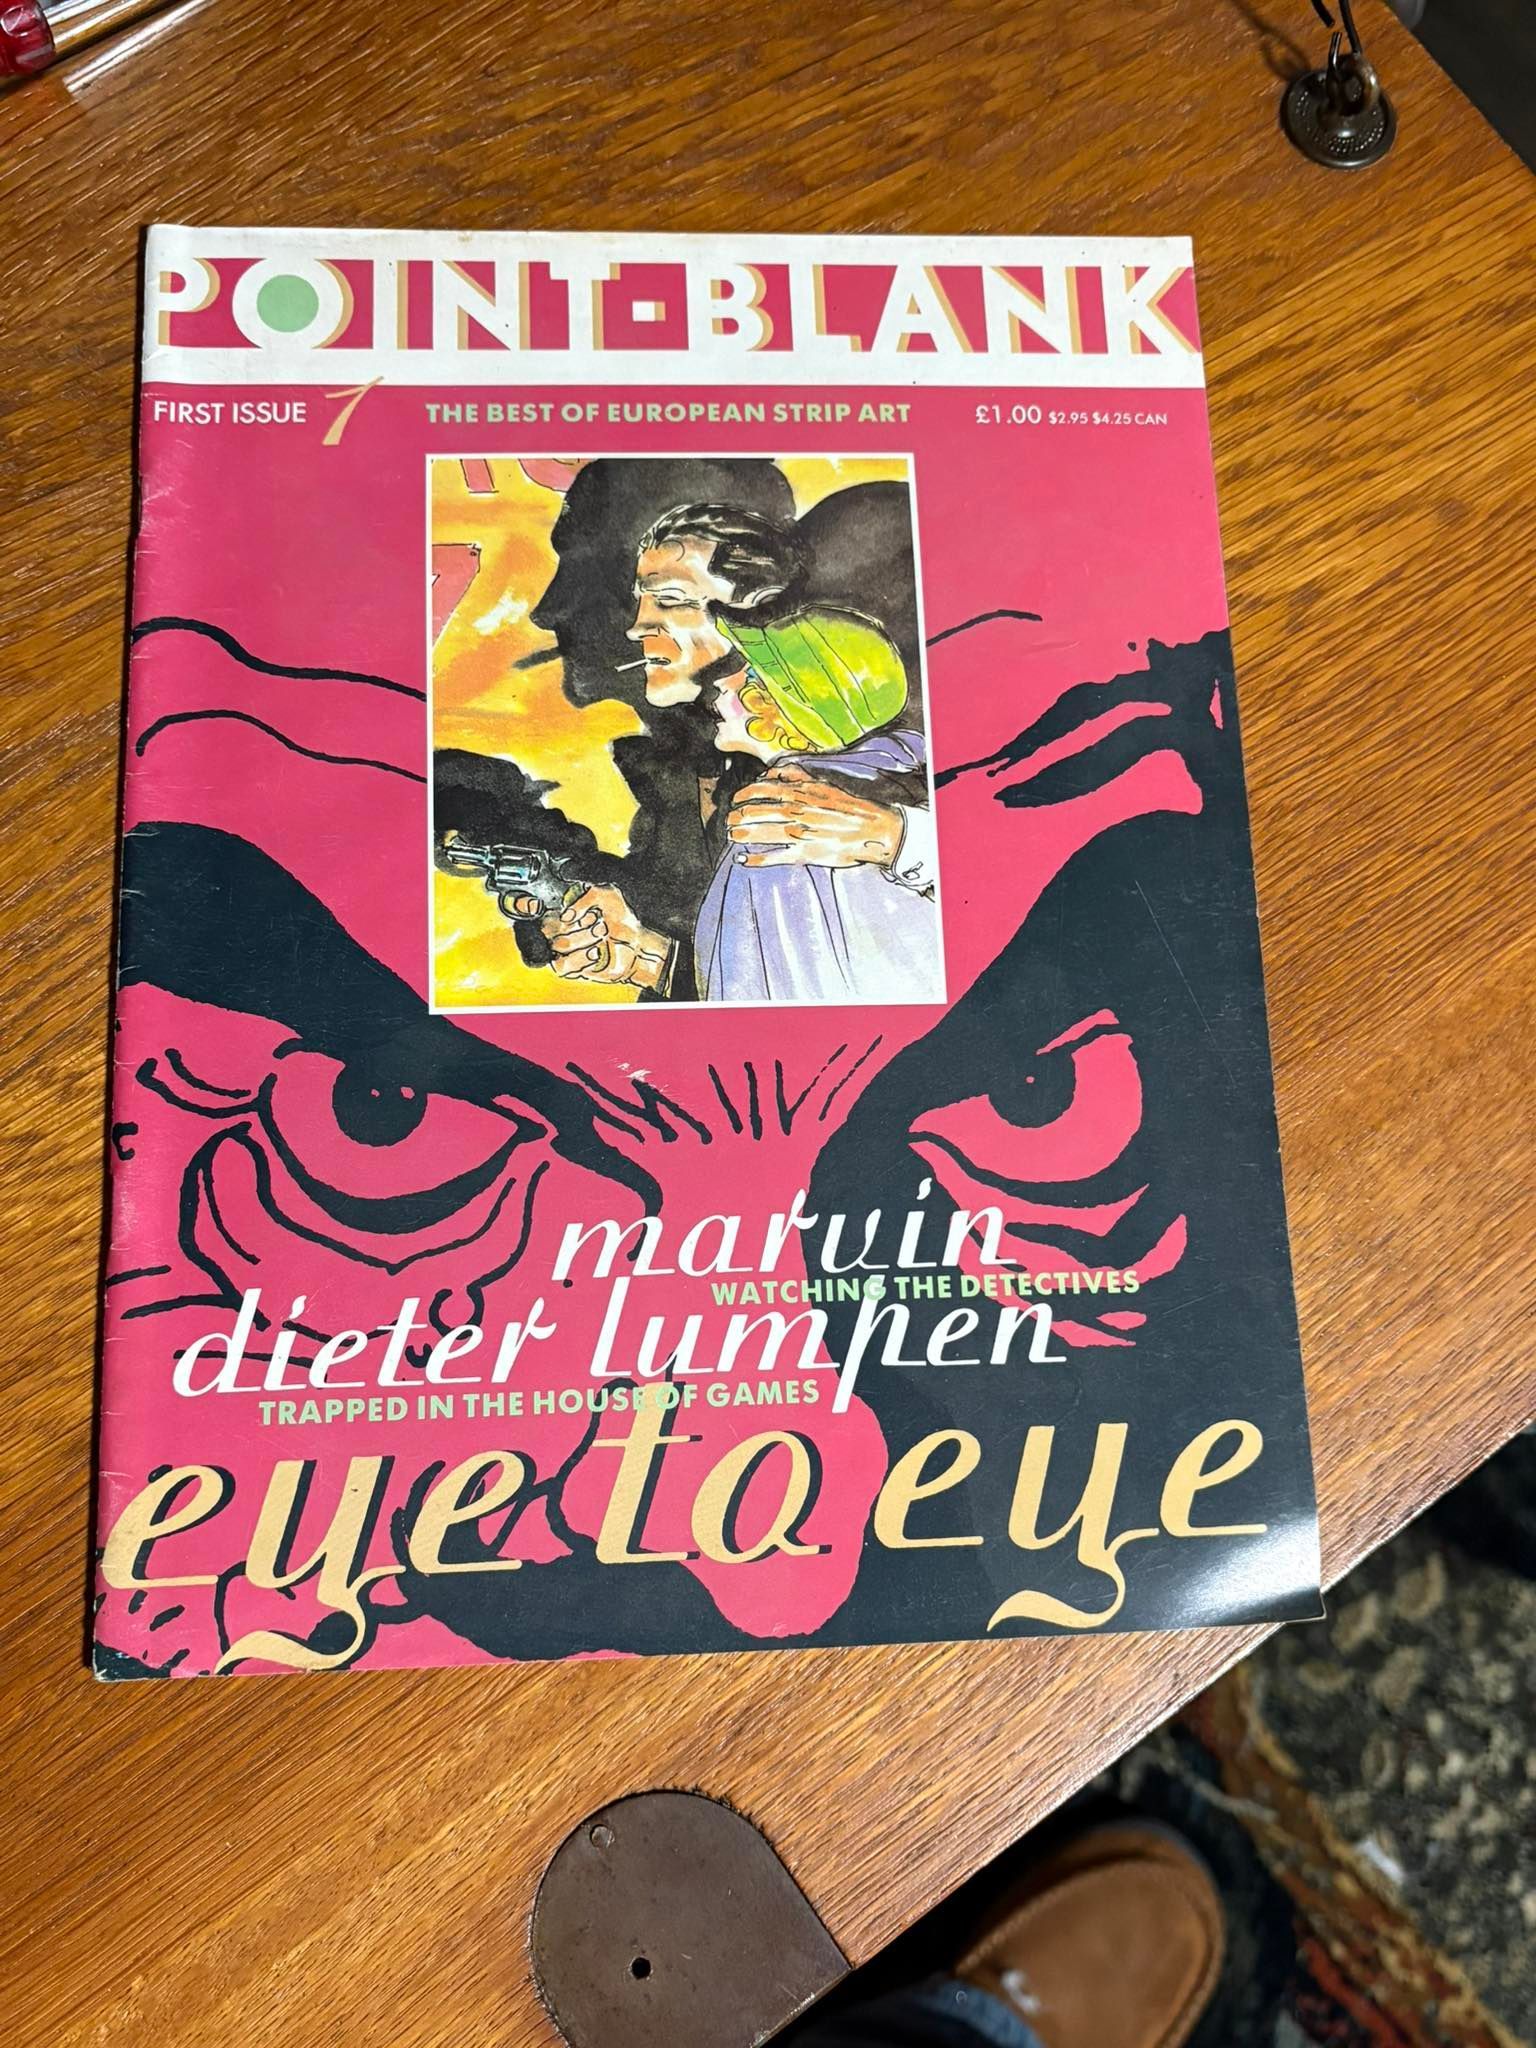 POINT·BLANK
FIRST ISSUE 1
THE BEST OF EUROPEAN STRIP ART
£1.00 $2.95 $4.25 CAN
marvin
WATCHING THE DETECTIVES
dieter lumpen
TRAPPED IN THE HOUSE OF GAMES
eye to eye